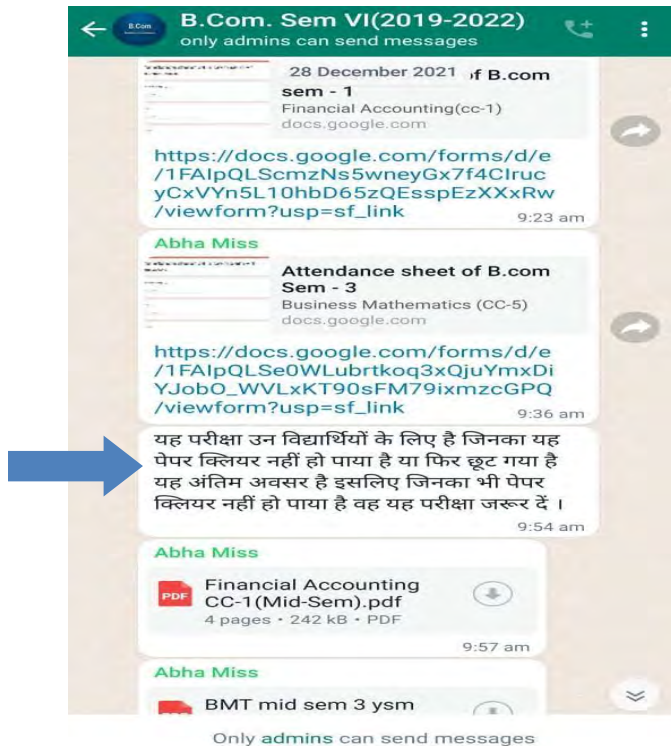 B.Com
B.Com. Sem VI(2019-2022)
only admins can send messages
28 December 2021
of B.com
sem - 1
Financial Accounting(cc-1)
docs.google.com
https://docs.google.com/forms/d/e
/1FAIpQLScmzNs5wneyGx7f4CIruc
yCxVYn5L10hbD65zQEsspEzXXxRw
/viewform?usp=sf_link
9:23 am
Abha Miss
Attendance sheet of B.com
Sem - 3
Business Mathematics (CC-5)
docs.google.com
https://docs.google.com/forms/d/e
/1FAIpQLSe0WLubrtkoq3xQjuYmxDi
YJobO_WVLxKT90sFM79ixmzcGPQ
/viewform?usp=sf_link
9:36 am
यह परीक्षा उन विद्यार्थियों के लिए है जिनका यह
पेपर क्लियर नहीं हो पाया है या फिर छूट गया है
यह अंतिम अवसर है इसलिए जिनका भी पेपर
क्लियर नहीं हो पाया है वह यह परीक्षा जरूर दें ।
9:54 am
Abha Miss
PDF
Financial Accounting
CC-1(Mid-Sem).pdf
4 pages • 242 kB • PDF
9:57 am
Abha Miss
BMT mid sem 3 ysm
Only admins can send messages